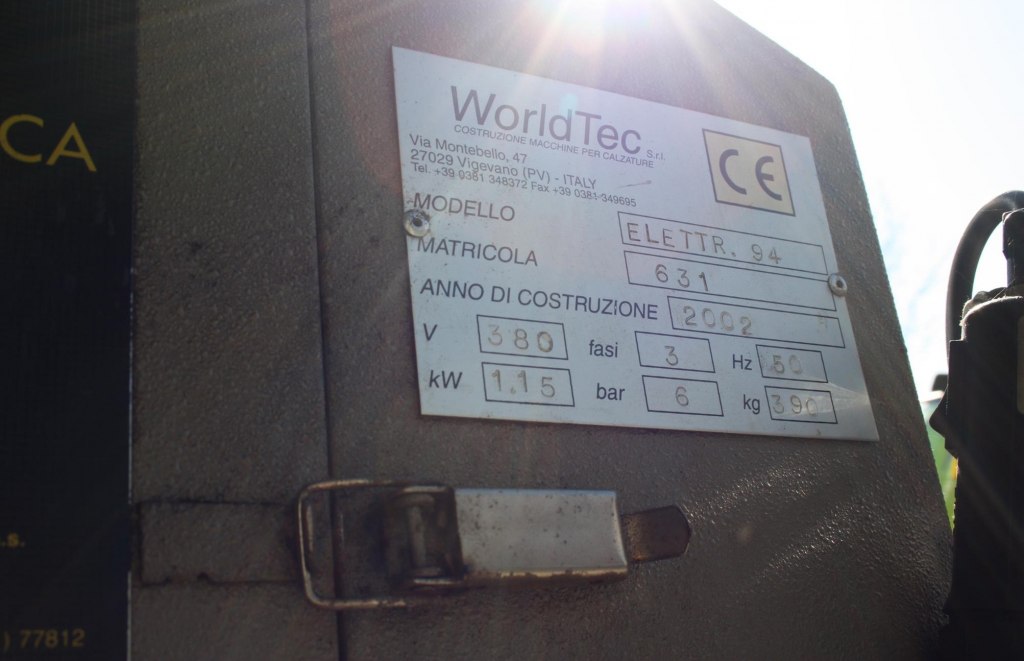 CA
WorldTec S.r.l.
COSTRUZIONE MACCHINE PER CALZATURE
Via Montebello, 47
27029 Vigevano (PV) - ITALY
Tel. +39 0381 348372 Fax +39 0381-349695
CE
MODELLO ELETTR. 94
MATRICOLA 631
ANNO DI COSTRUZIONE 2002
V 380 fasi 3 Hz 50
kW 1.15 bar 6 kg 390
.s.
) 77812